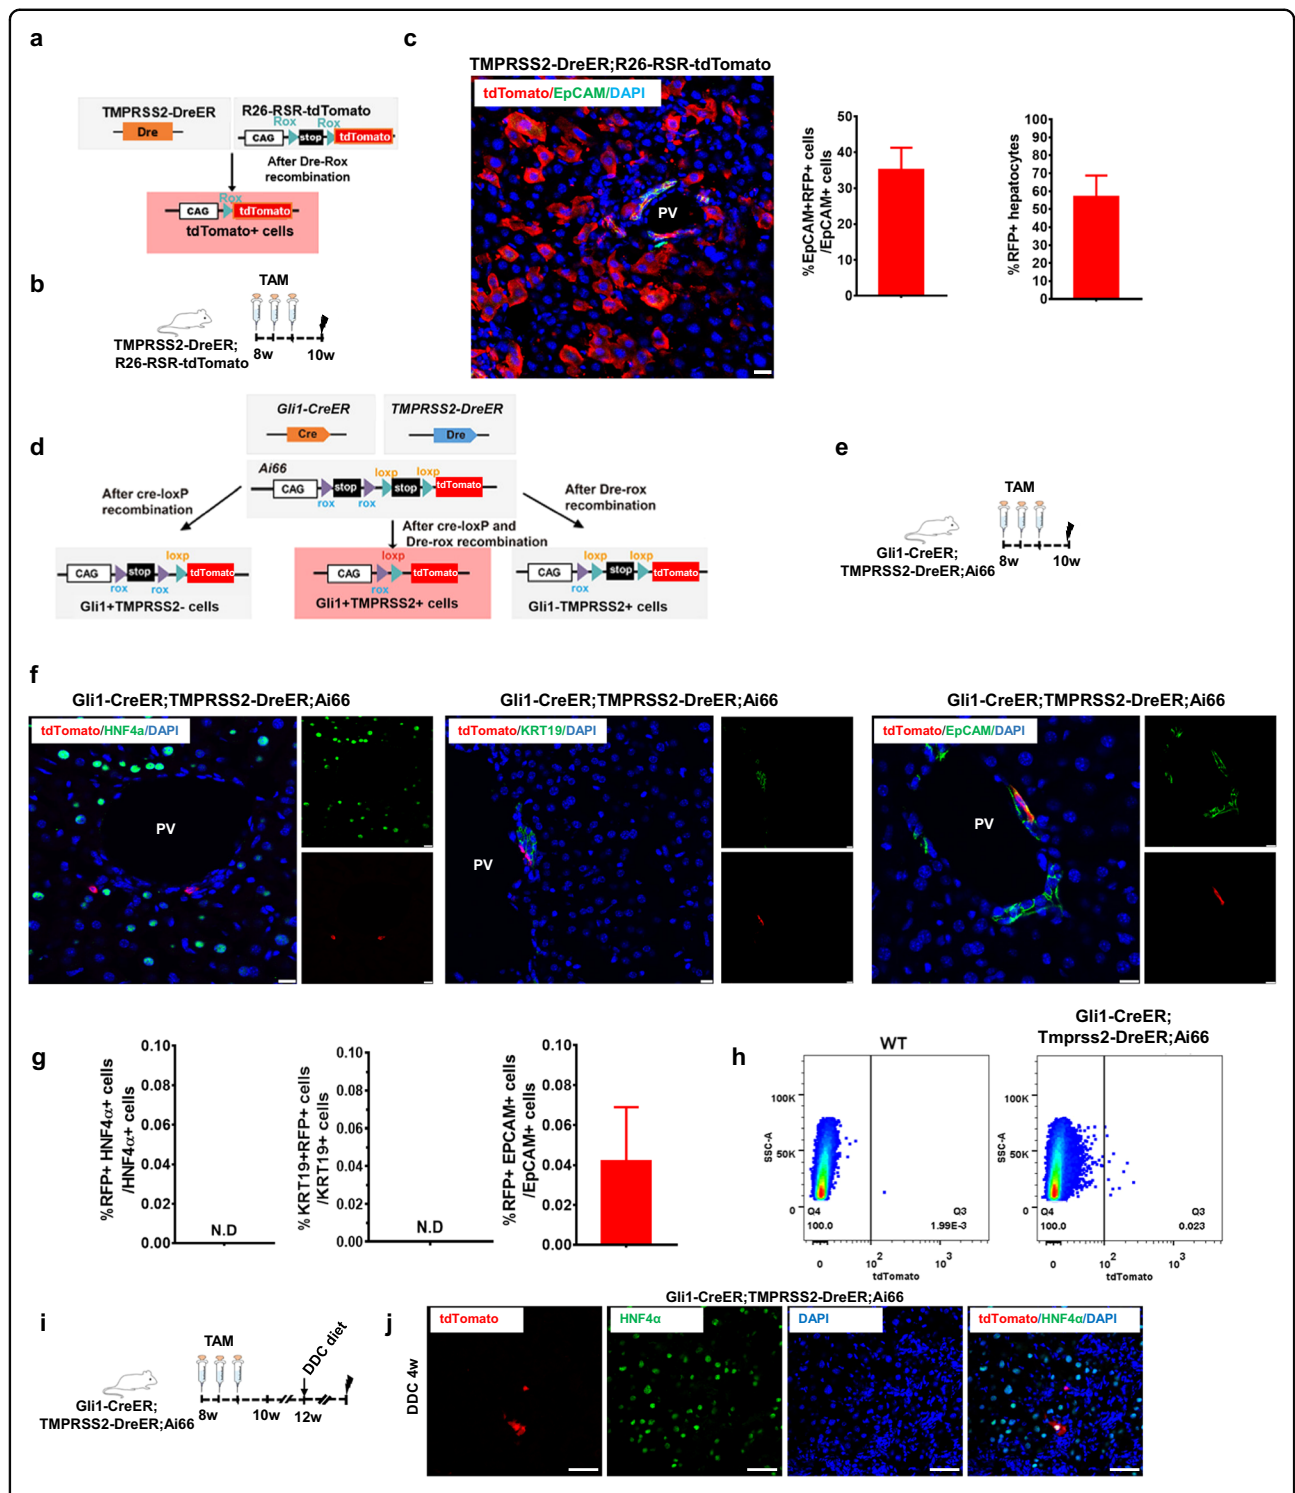 a
TMPRSS2-DreER
Dre
R26-RSR-tdTomato
Rox
Rox
CAG
stop
tdTomato
After Dre-Rox
recombination
Rox
CAG
tdTomato
tdTomato+ cells
b
TAM
TMPRSS2-DreER;
R26-RSR-tdTomato
8w
10w
c
TMPRSS2-DreER;R26-RSR-tdTomato
tdTomato/EpCAM/DAPI
PV
%EpCAM+RFP+ cells
/EpCAM+ cells
50
40
30
20
10
0
%RFP+ hepatocytes
100
90
80
70
60
50
40
30
20
10
0
d
Gli1-CreER
Cre
TMPRSS2-DreER
Dre
Ai66
loxp
loxp
CAG
stop
stop
tdTomato
rox
rox
After cre-loxP
recombination
After cre-loxP and
Dre-rox recombination
After Dre-rox
recombination
loxp
CAG
stop
tdTomato
rox
rox
Gli1+TMPRSS2- cells
loxp
CAG
tdTomato
rox
Gli1+TMPRSS2+ cells
loxp
loxp
CAG
stop
tdTomato
rox
Gli1-TMPRSS2+ cells
e
TAM
Gli1-CreER;
TMPRSS2-DreER;Ai66
8w
10w
f
Gli1-CreER;TMPRSS2-DreER;Ai66
tdTomato/HNF4a/DAPI
PV
Gli1-CreER;TMPRSS2-DreER;Ai66
tdTomato/KRT19/DAPI
PV
Gli1-CreER;TMPRSS2-DreER;Ai66
tdTomato/EpCAM/DAPI
PV
g
%RFP+ HNF4α+ cells
/HNF4α+ cells
0.10
0.08
0.06
0.04
0.02
0.00
N.D
%KRT19+RFP+ cells
/KRT19+ cells
0.10
0.08
0.06
0.04
0.02
0.00
N.D
%RFP+ EPCAM+ cells
/EpCAM+ cells
0.10
0.08
0.06
0.04
0.02
0.00
h
WT
SSC-A
100K
50K
0
Q4
100.0
Q3
1.99E-3
0
10²
10³
tdTomato
Gli1-CreER;
Tmprss2-DreER;Ai66
SSC-A
100K
50K
0
Q4
100.0
Q3
0.023
0
10²
10³
tdTomato
i
TAM
DDC diet
Gli1-CreER;
TMPRSS2-DreER;Ai66
8w
10w
12w
j
Gli1-CreER;TMPRSS2-DreER;Ai66
DDC 4w
tdTomato
HNF4α
DAPI
tdTomato/HNF4α/DAPI